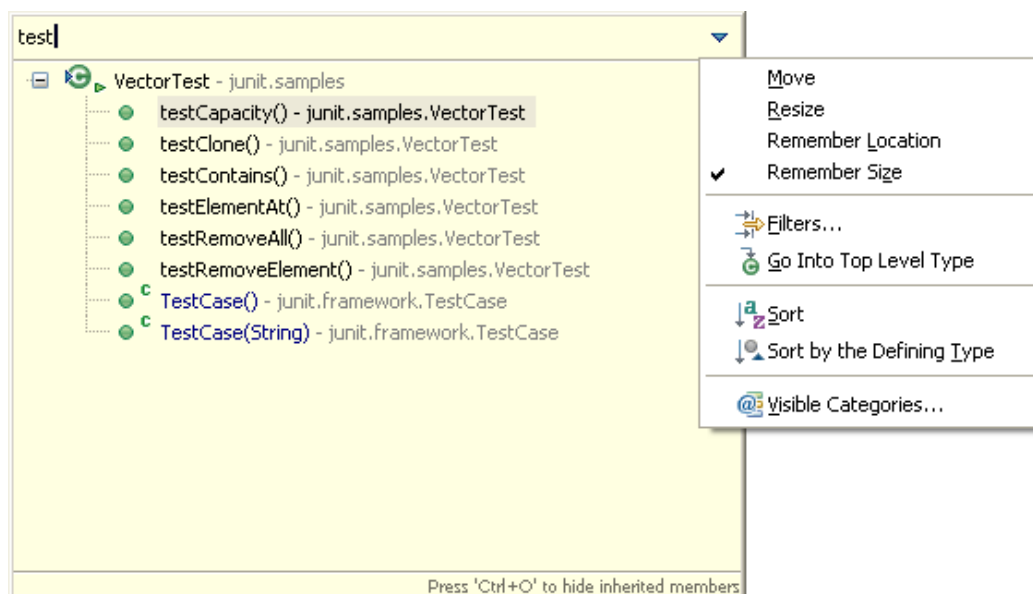 test
VectorTest - junit.samples
testCapacity() - junit.samples.VectorTest
testClone() - junit.samples.VectorTest
testContains() - junit.samples.VectorTest
testElementAt() - junit.samples.VectorTest
testRemoveAll() - junit.samples.VectorTest
testRemoveElement() - junit.samples.VectorTest
TestCase() - junit.framework.TestCase
TestCase(String) - junit.framework.TestCase
Press 'Ctrl+O' to hide inherited members
Move
Resize
Remember Location
Remember Size
Filters...
Go Into Top Level Type
Sort
Sort by the Defining Type
Visible Categories...